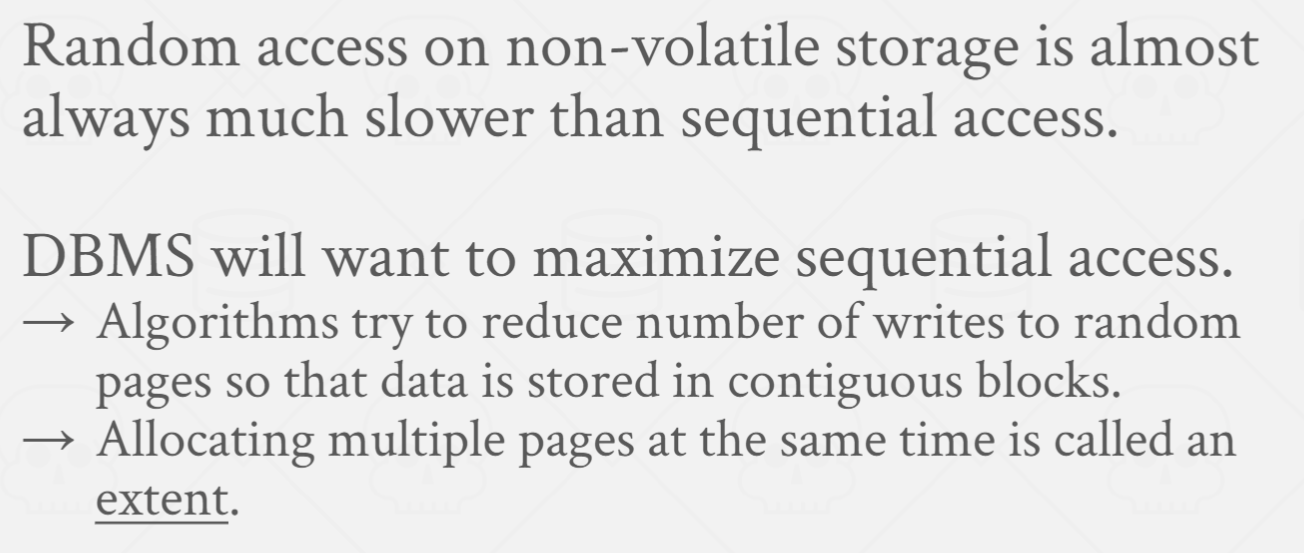 Random access on non-volatile storage is almost
always much slower than sequential access.
DBMS will want to maximize sequential access.
→ Algorithms try to reduce number of writes to random
pages so that data is stored in contiguous blocks.
→ Allocating multiple pages at the same time is called an
extent.